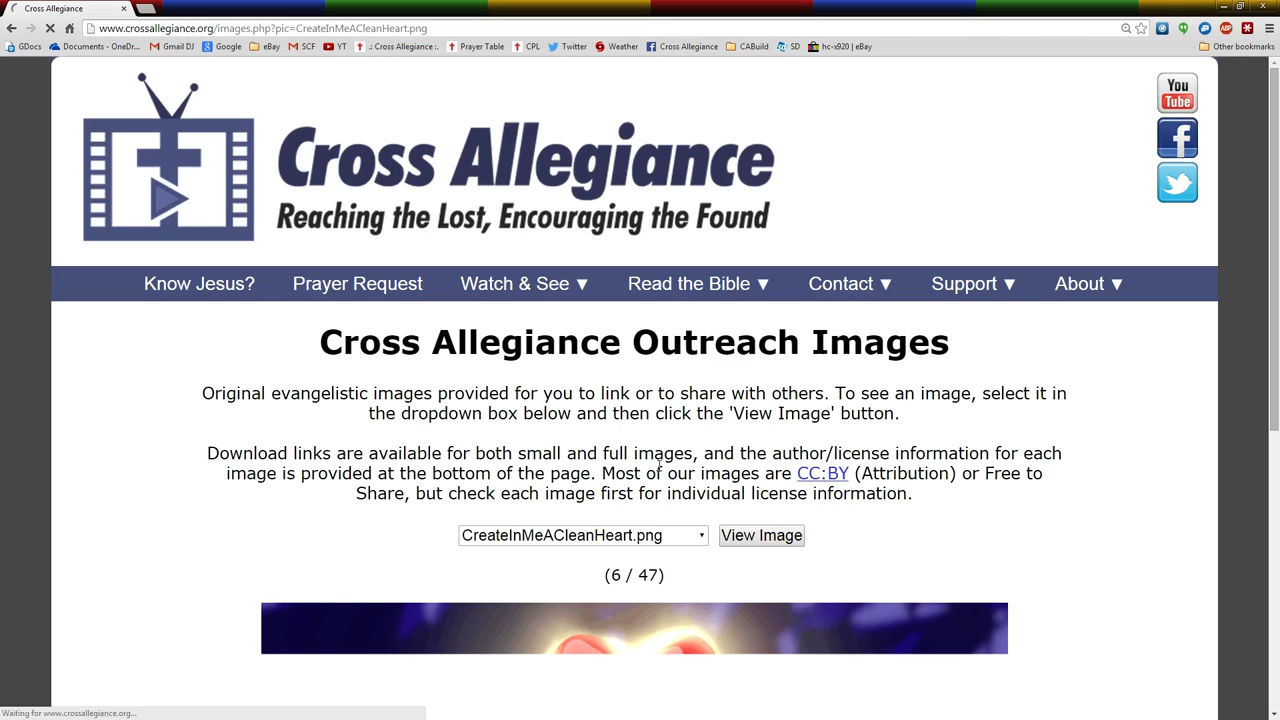 Cross Allegiance
www.crossallegiance.org/images.php?pic=CreateInMeACleanHeart.png
GDocs Documents - OneDr... Gmail DJ Google eBay SCF YT .: Cross Allegiance :. Prayer Table CPL Twitter Weather Cross Allegiance CABuild SD hc-x920 | eBay Other bookmarks
You
Tube
Cross Allegiance
Reaching the Lost, Encouraging the Found
Know Jesus? Prayer Request Watch & See ▼ Read the Bible ▼ Contact ▼ Support ▼ About ▼
Cross Allegiance Outreach Images
Original evangelistic images provided for you to link or to share with others. To see an image, select it in
the dropdown box below and then click the 'View Image' button.
Download links are available for both small and full images, and the author/license information for each
image is provided at the bottom of the page. Most of our images are CC:BY (Attribution) or Free to
Share, but check each image first for individual license information.
CreateInMeACleanHeart.png View Image
(6 / 47)
Waiting for www.crossallegiance.org...